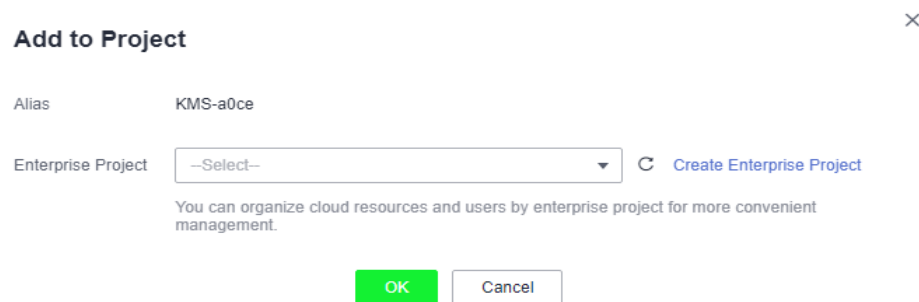 Add to Project
Alias KMS-a0ce
Enterprise Project --Select-- Create Enterprise Project
You can organize cloud resources and users by enterprise project for more convenient
management.
OK Cancel